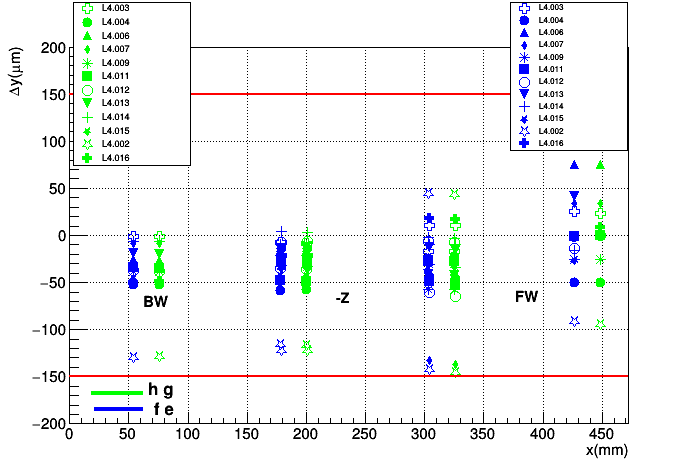 L4.003
L4.004
L4.006
L4.007
L4.009
L4.011
L4.012
L4.013
L4.014
L4.015
L4.002
L4.016
L4.003
L4.004
L4.006
L4.007
L4.009
L4.011
L4.012
L4.013
L4.014
L4.015
L4.002
L4.016
Δy(μm)
200
150
100
50
0
−50
−100
−150
−200
BW
-Z
FW
h g
f e
0 50 100 150 200 250 300 350 400 450
x(mm)